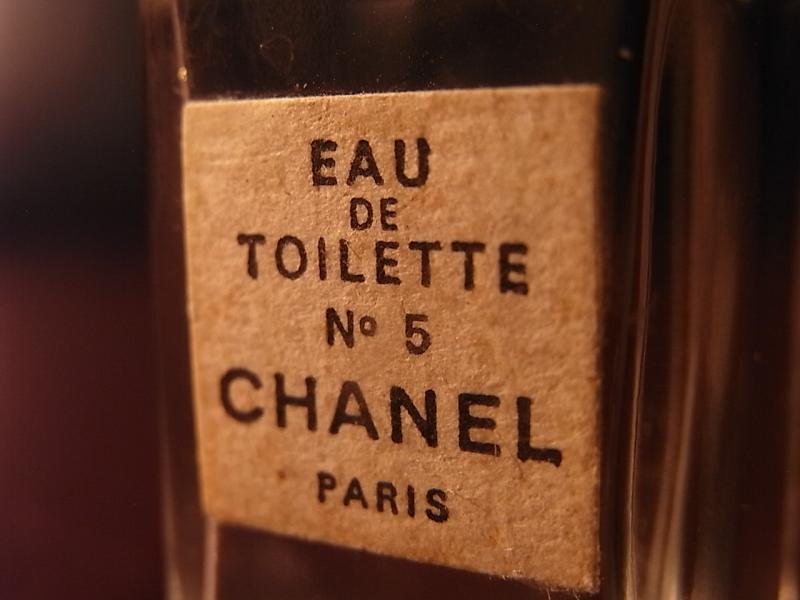 EAU
DE
TOILETTE
Nº 5
CHANEL
PARIS